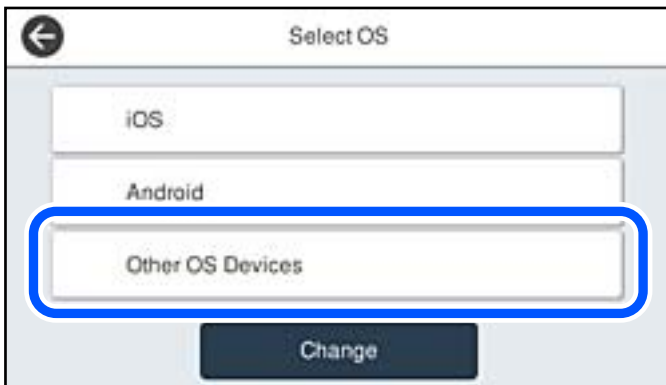 Select OS
iOS
Android
Other OS Devices
Change